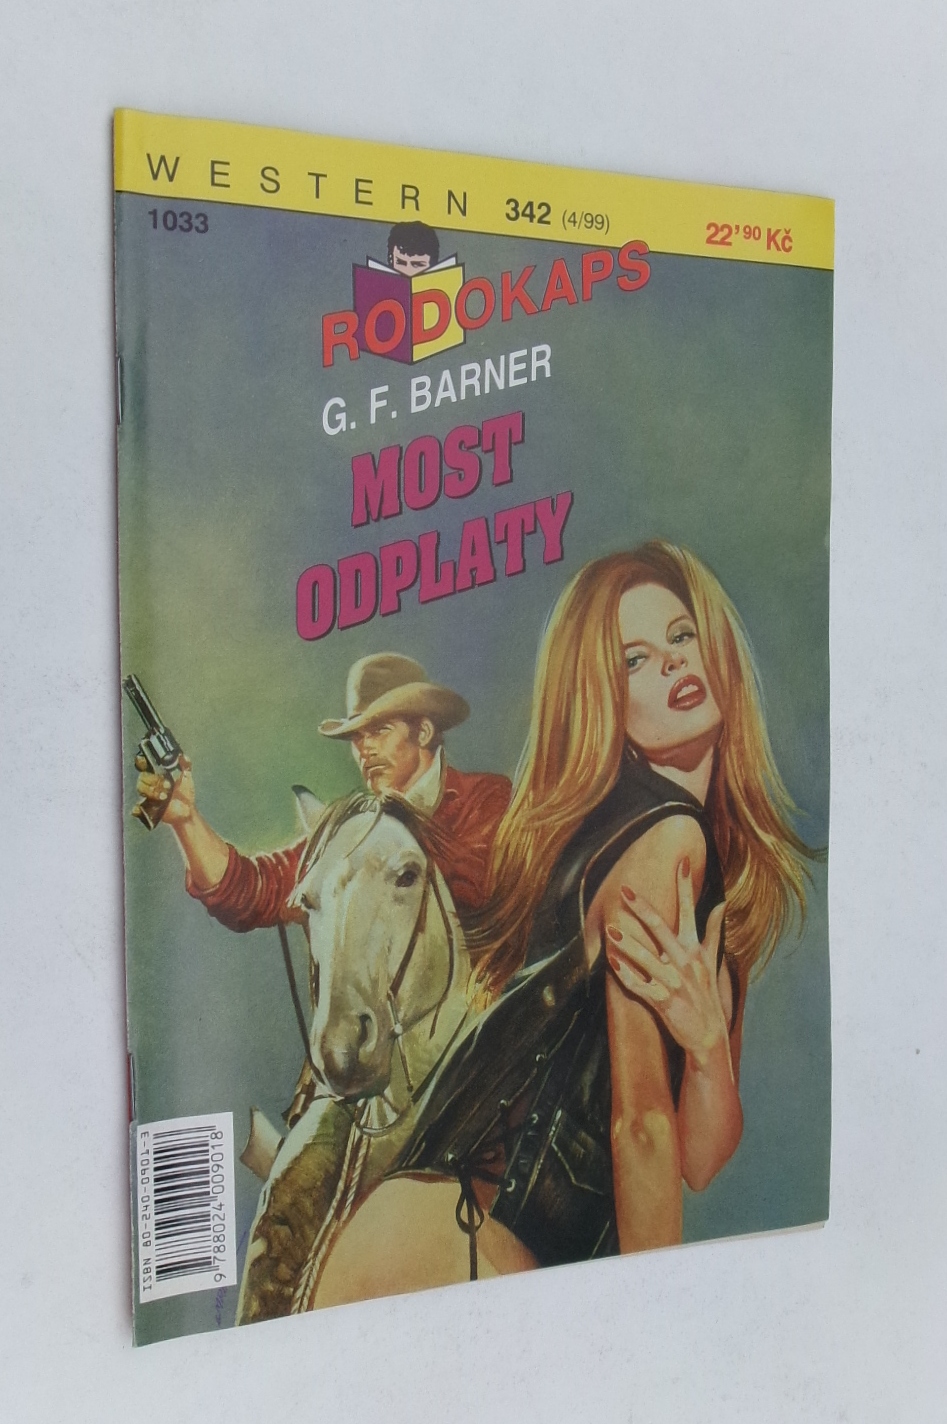 WESTERN 342 (4/99) 22'90 Kč
1033
RODOKAPS
G. F. BARNER
MOST
ODPLATY
ISBN 80-240-0901-3
9 788024 009018